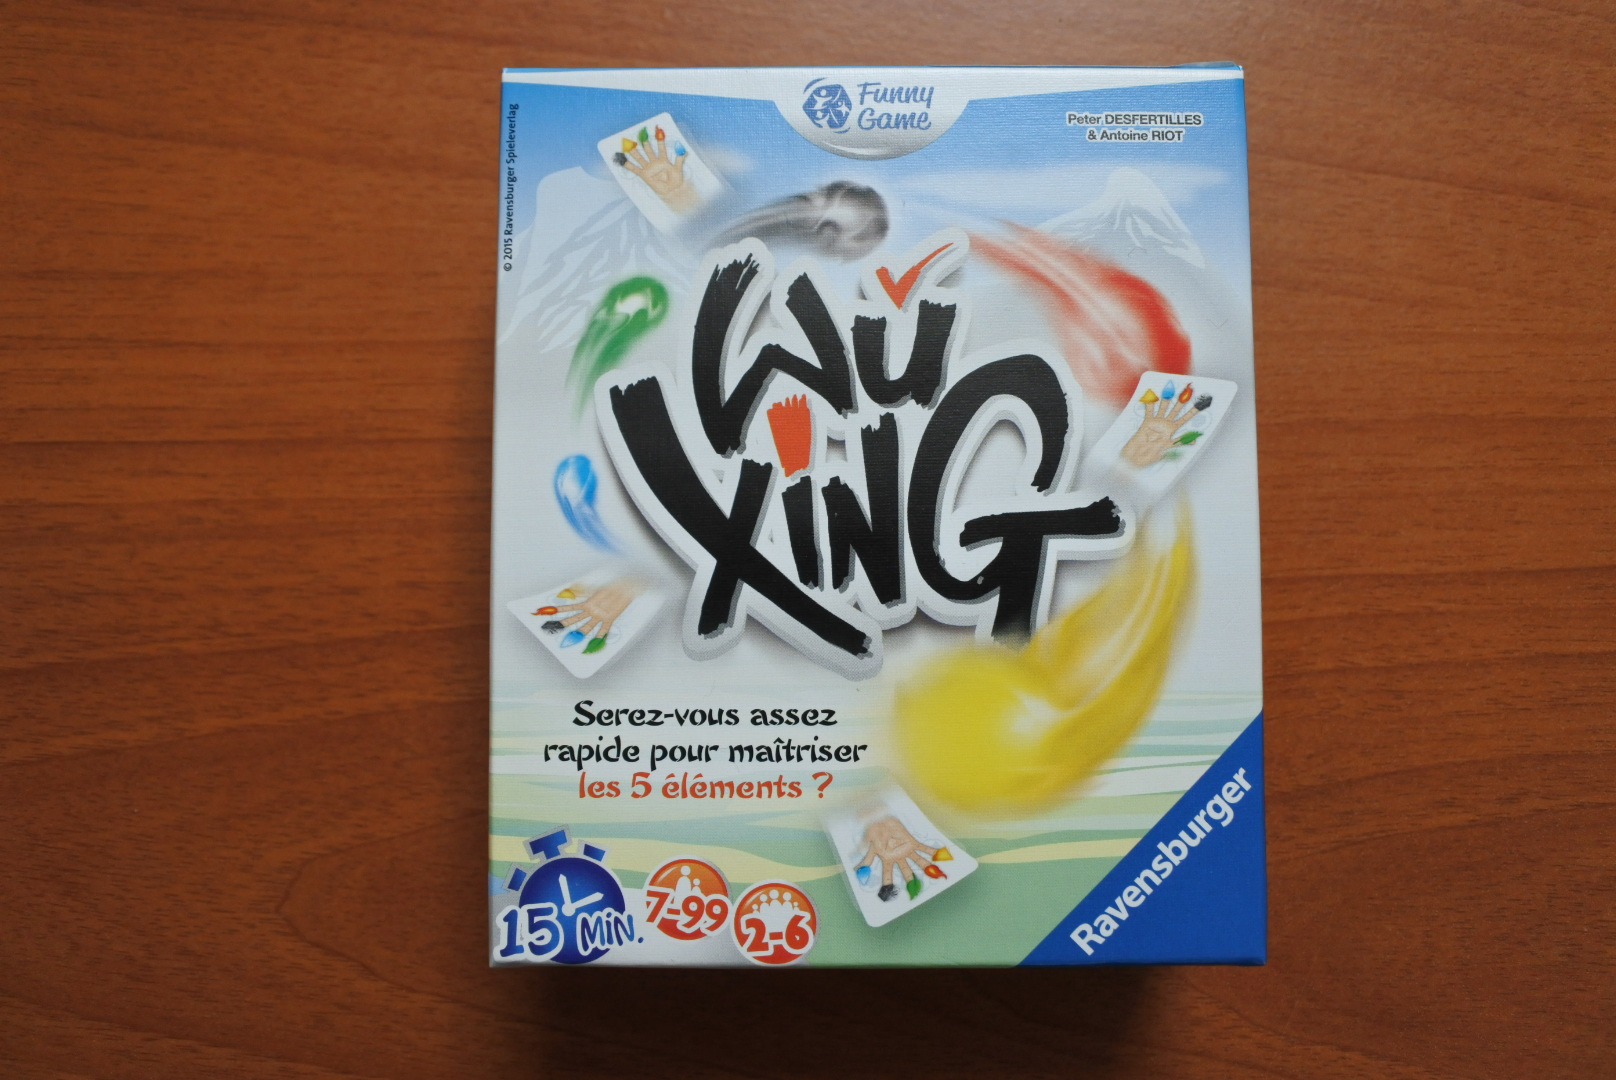 Funny
Game
Peter DESFERTILLES
& Antoine RIOT
© 2015 Ravensburger Spieleverlag
Wǔ
XING
Serez-vous assez
rapide pour maîtriser
les 5 éléments ?
15 MIN.
7-99
2-6
Ravensburger